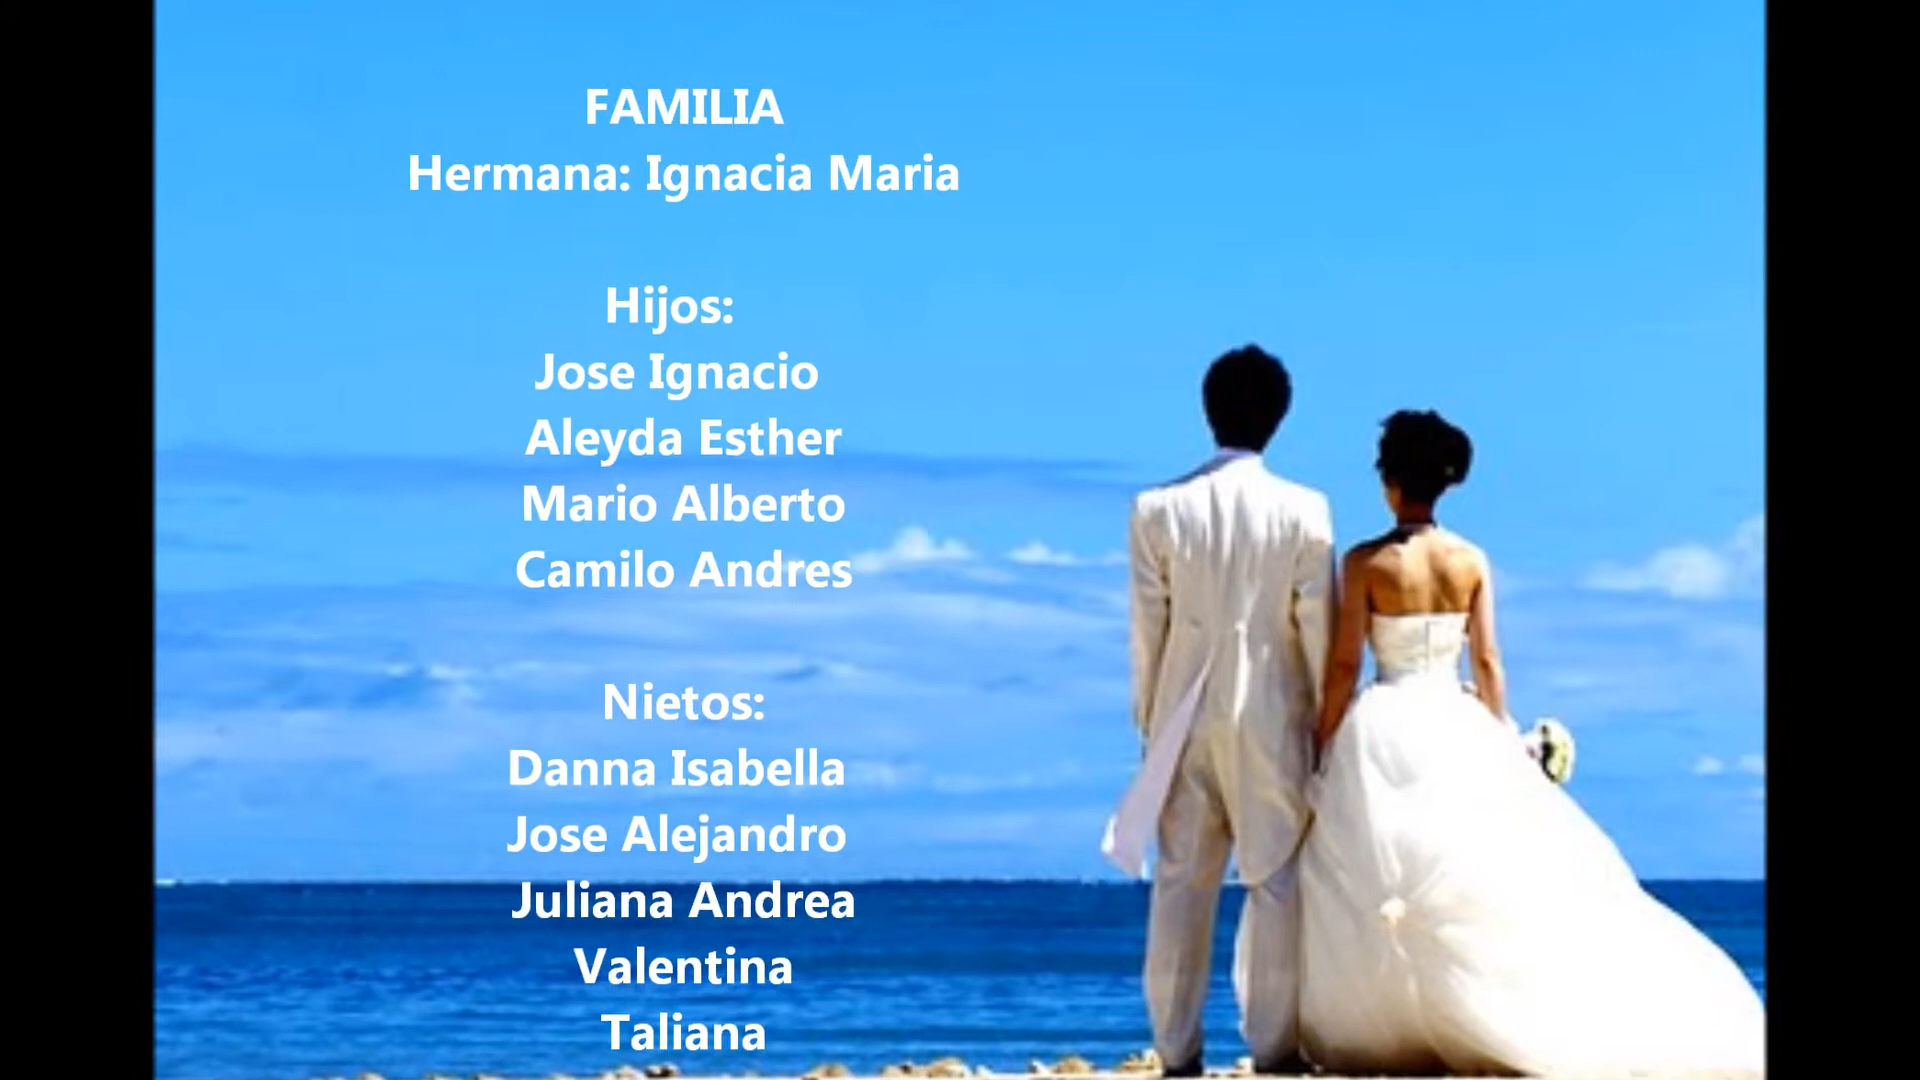 FAMILIA
Hermana: Ignacia Maria
Hijos:
Jose Ignacio
Aleyda Esther
Mario Alberto
Camilo Andres
Nietos:
Danna Isabella
Jose Alejandro
Juliana Andrea
Valentina
Taliana